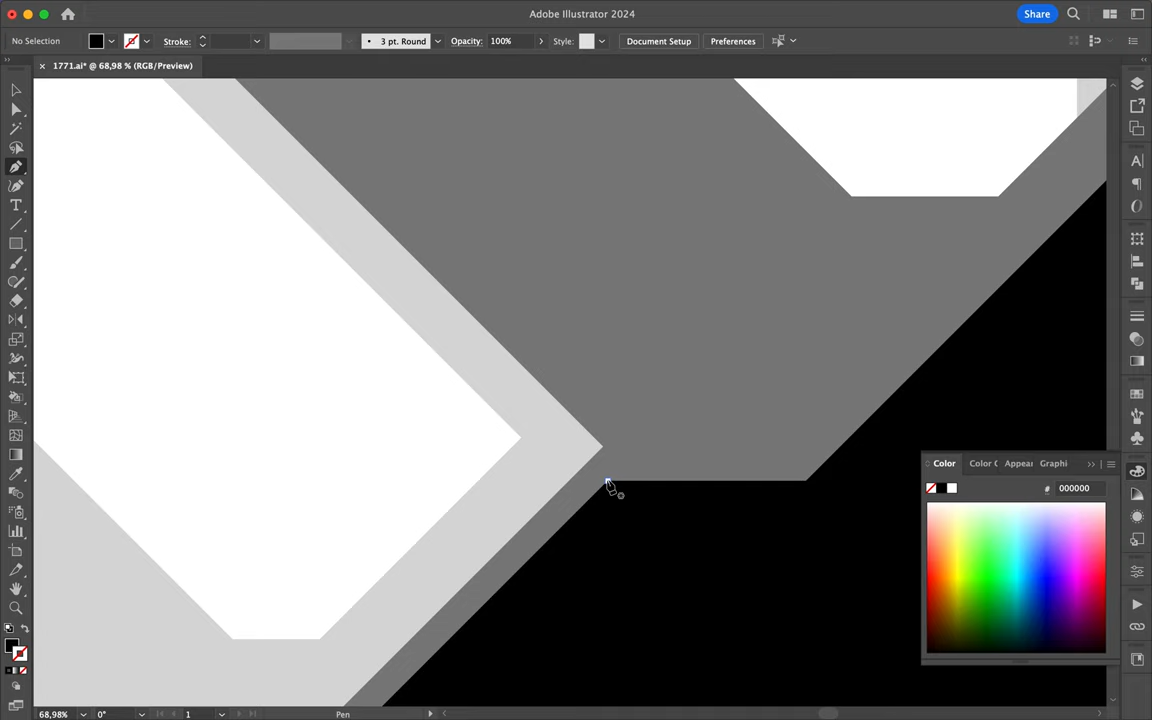 Adobe Illustrator 2024
Share
No Selection
Stroke:
3 pt. Round
Opacity:
100%
Style:
Document Setup
Preferences
1771.ai* @ 68,98 % (RGB/Preview)
Color
Color
Appear
Graphi
#
000000
68,98%
0°
1
Pen